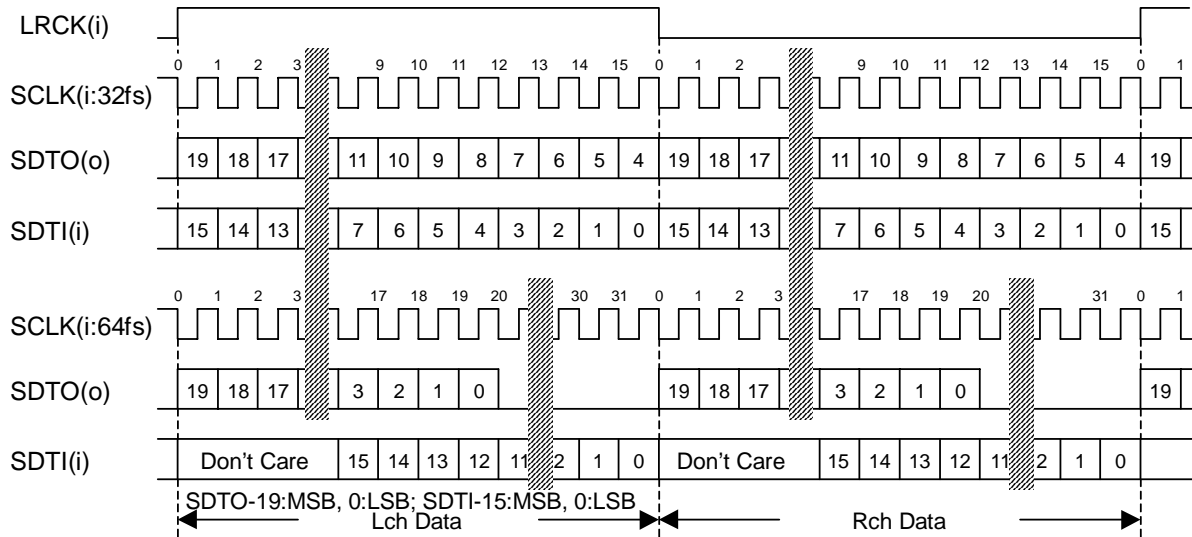 LRCK(i)
0 1 2 3 9 10 11 12 13 14 15 0 1 2 9 10 11 12 13 14 15 0 1
SCLK(i:32fs)
SDTO(o) 19 18 17 11 10 9 8 7 6 5 4 19 18 17 11 10 9 8 7 6 5 4 19
SDTI(i) 15 14 13 7 6 5 4 3 2 1 0 15 14 13 7 6 5 4 3 2 1 0 15
0 1 2 3 17 18 19 20 30 31 0 1 2 3 17 18 19 20 31 0 1
SCLK(i:64fs)
SDTO(o) 19 18 17 3 2 1 0 19 18 17 3 2 1 0 19
SDTI(i) Don't Care 15 14 13 12 11 2 1 0 Don't Care 15 14 13 12 11 2 1 0
SDTO-19:MSB, 0:LSB; SDTI-15:MSB, 0:LSB
Lch Data Rch Data